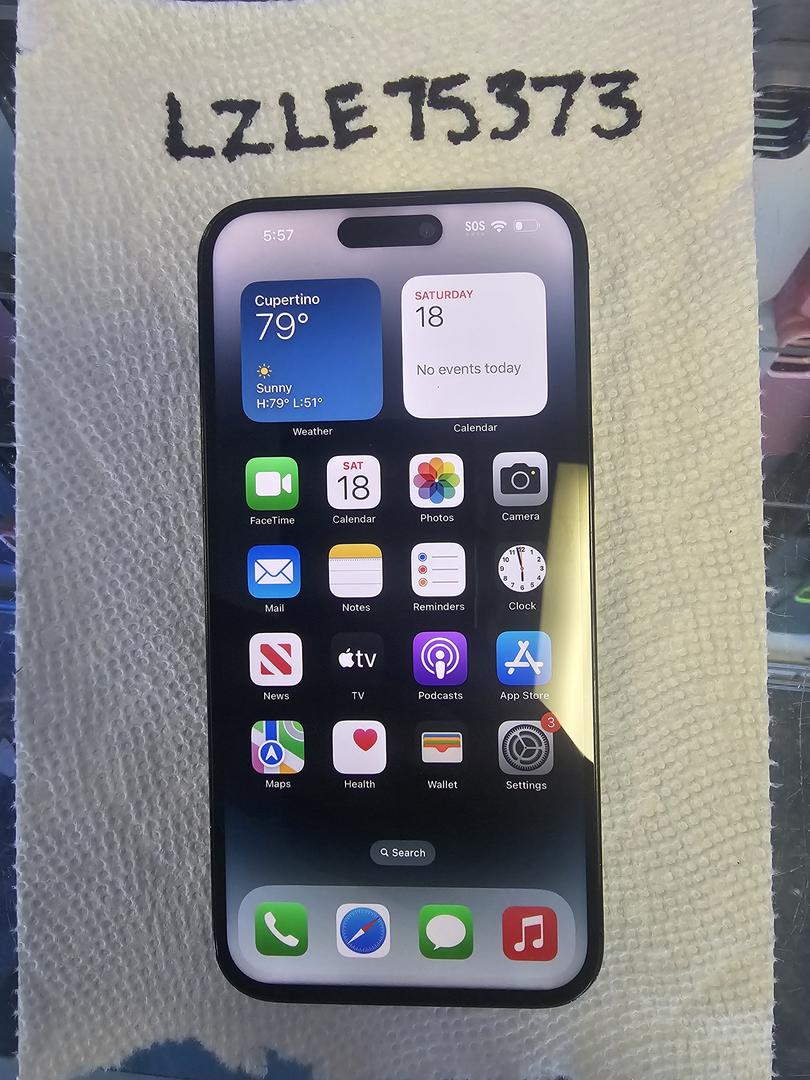 LZLE75373
5:57
SOS
Cupertino
79°
Sunny
H:79° L:51°
Weather
SATURDAY
18
No events today
Calendar
FaceTime
SAT
18
Calendar
Photos
Camera
Mail
Notes
Reminders
Clock
News
tv
TV
Podcasts
App Store
Maps
Health
Wallet
3
Settings
Search